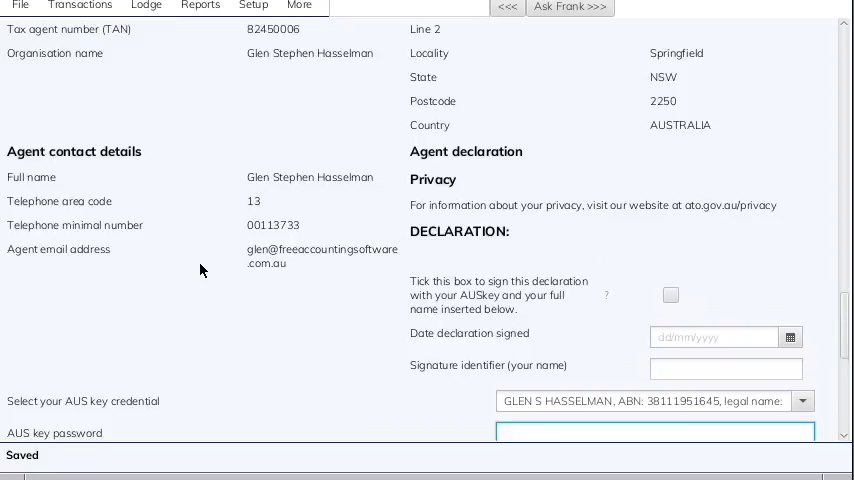 File Transactions Lodge Reports Setup More <<< Ask Frank >>>
Tax agent number (TAN) 82450006
Organisation name Glen Stephen Hasselman
Line 2
Locality Springfield
State NSW
Postcode 2250
Country AUSTRALIA
Agent contact details
Full name Glen Stephen Hasselman
Telephone area code 13
Telephone minimal number 00113733
Agent email address glen@freeaccountingsoftware
.com.au
Agent declaration
Privacy
For information about your privacy, visit our website at ato.gov.au/privacy
DECLARATION:
Tick this box to sign this declaration
with your AUSkey and your full ?
name inserted below.
Date declaration signed dd/mm/yyyy
Signature identifier (your name)
Select your AUS key credential GLEN S HASSELMAN, ABN: 38111951645, legal name:
AUS key password
Saved